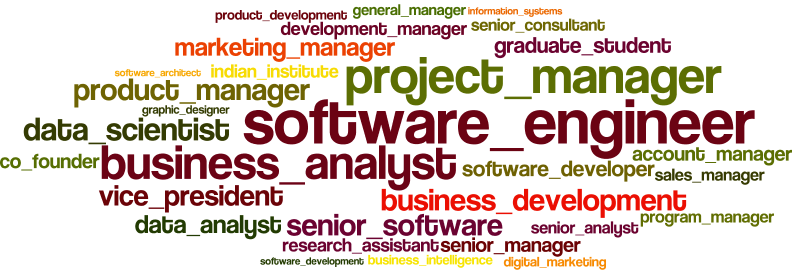 product_development general_manager information_systems
development_manager senior_consultant
marketing_manager graduate_student
software_architect indian_institute project_manager
product_manager
graphic_designer
data_scientist software_engineer
co_founder business_analyst software_developer account_manager
sales_manager
vice_president business_development
data_analyst senior_software senior_analyst program_manager
research_assistant senior_manager
software_development business_intelligence digital_marketing